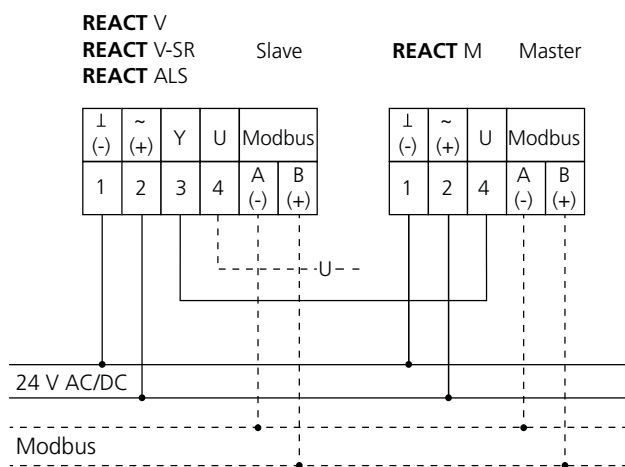 REACT V
REACT V-SR Slave REACT M Master
REACT ALS
⊥ ~ Y U Modbus ⊥ ~ U Modbus
(-) (+) (-) (+)
1 2 3 4 A B 1 2 4 A B
(-) (+) (-) (+)
U
24 V AC/DC
Modbus